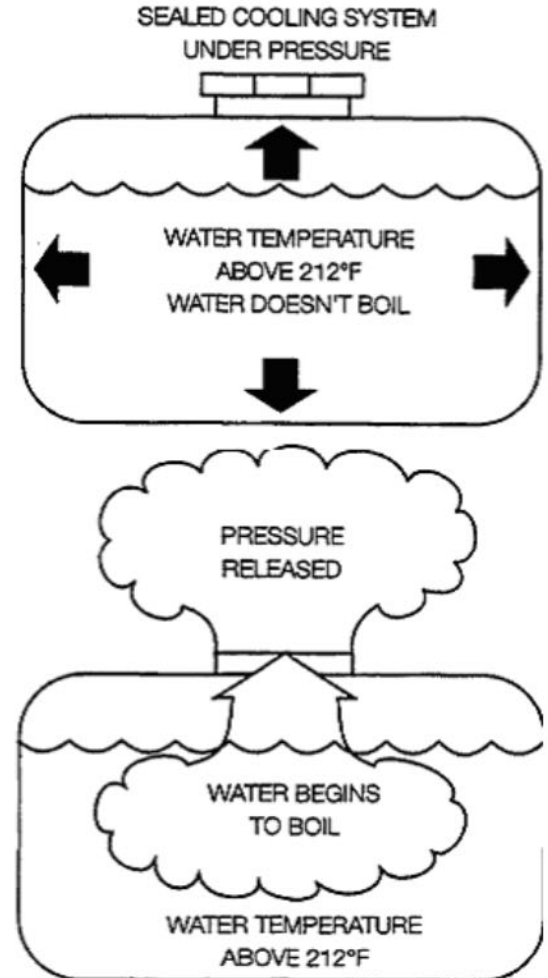 SEALED COOLING SYSTEM
UNDER PRESSURE
WATER TEMPERATURE
ABOVE 212°F
WATER DOESN'T BOIL
PRESSURE
RELEASED
WATER BEGINS
TO BOIL
WATER TEMPERATURE
ABOVE 212°F